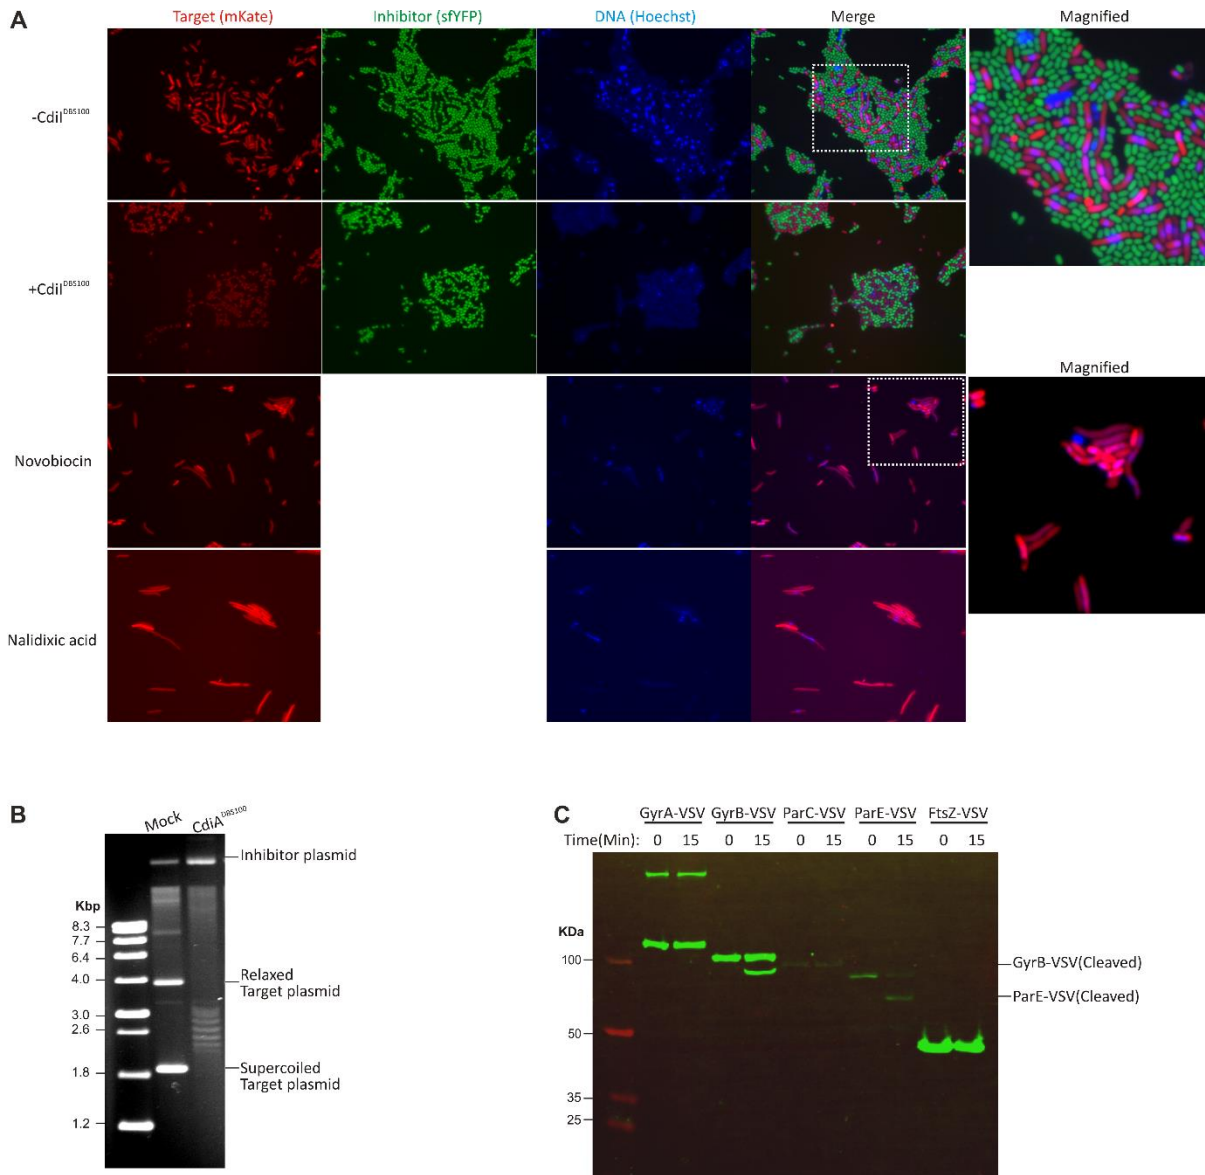 A
Target (mKate) Inhibitor (sfYFP) DNA (Hoechst) Merge Magnified
-CdiI^DB5100
+CdiI^DB5100
Magnified
Novobiocin
Nalidixic acid
B
Mock CdiA^DB5100
Inhibitor plasmid
Kbp
8.3
7.7
6.4
4.0
3.0
2.6
1.8
1.2
Relaxed
Target plasmid
Supercoiled
Target plasmid
C
GyrA-VSV GyrB-VSV ParC-VSV ParE-VSV FtsZ-VSV
Time(Min): 0 15 0 15 0 15 0 15 0 15
KDa
100
50
35
25
GyrB-VSV(Cleaved)
ParE-VSV(Cleaved)